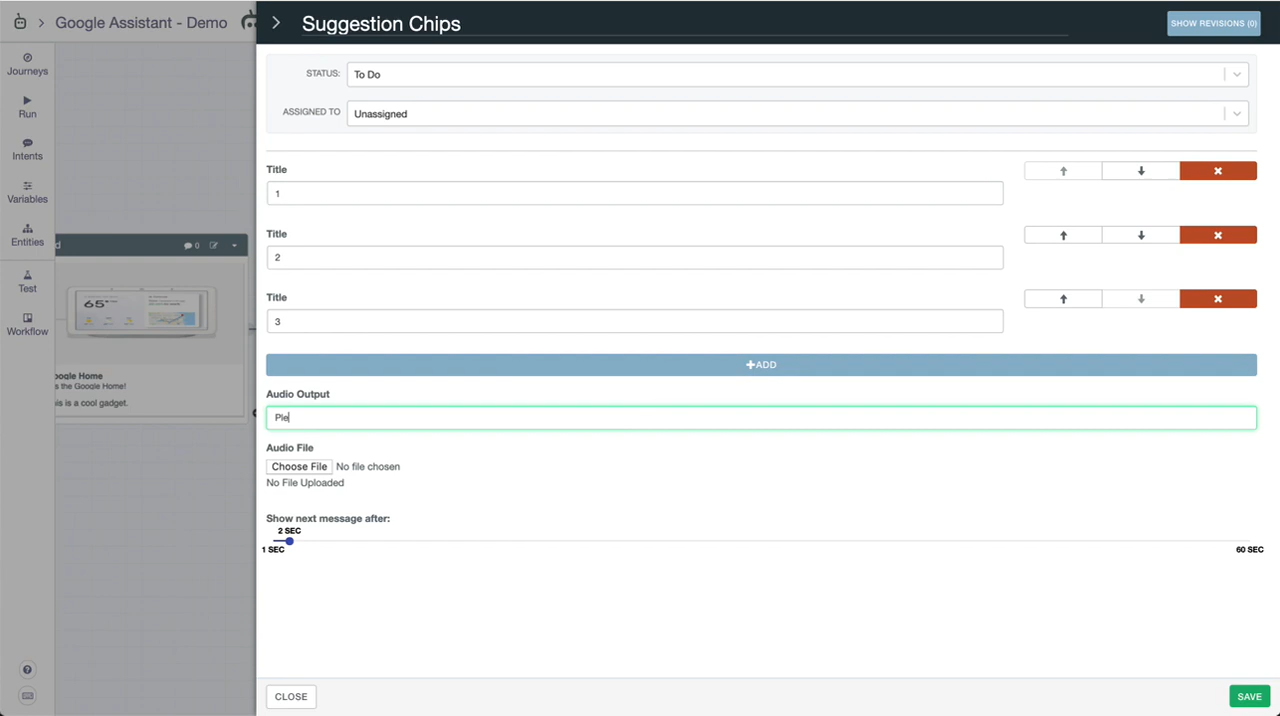 Google Assistant - Demo
Suggestion Chips
SHOW REVISIONS (0)
Journeys
Run
Intents
Variables
Entities
Test
Workflow
0
65°
oogle Home
s the Google Home!
is is a cool gadget.
STATUS:
To Do
ASSIGNED TO
Unassigned
Title
1
Title
2
Title
3
+ADD
Audio Output
Ple
Audio File
Choose File No file chosen
No File Uploaded
Show next message after:
2 SEC
1 SEC
60 SEC
CLOSE
SAVE